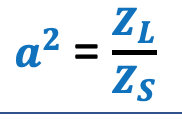 a² = Z_L / Z_S